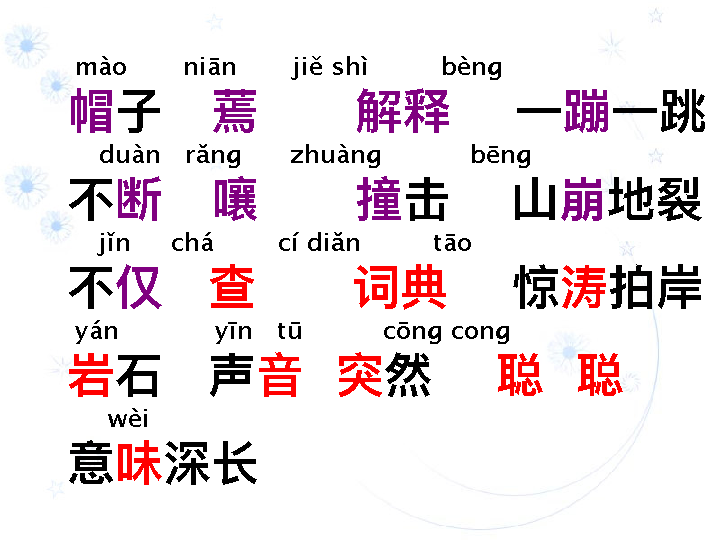 mào niān jiě shì bèng
帽子 蔫 解释 一蹦一跳
duàn rǎng zhuàng bēng
不断 嚷 撞击 山崩地裂
jǐn chá cí diǎn tāo
不仅 查 词典 惊涛拍岸
yán yīn tū cōng cong
岩石 声音 突然 聪 聪
wèi
意味深长